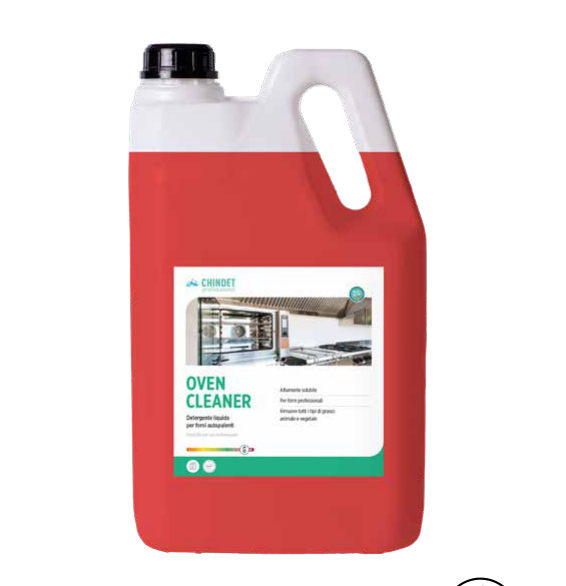 CHINDET
professional
OVEN
CLEANER
Detergente liquido
per forni autopulenti
Altamente solubile
Per forni professionali
Rimuove tutti i tipi di grasso
animale e vegetale